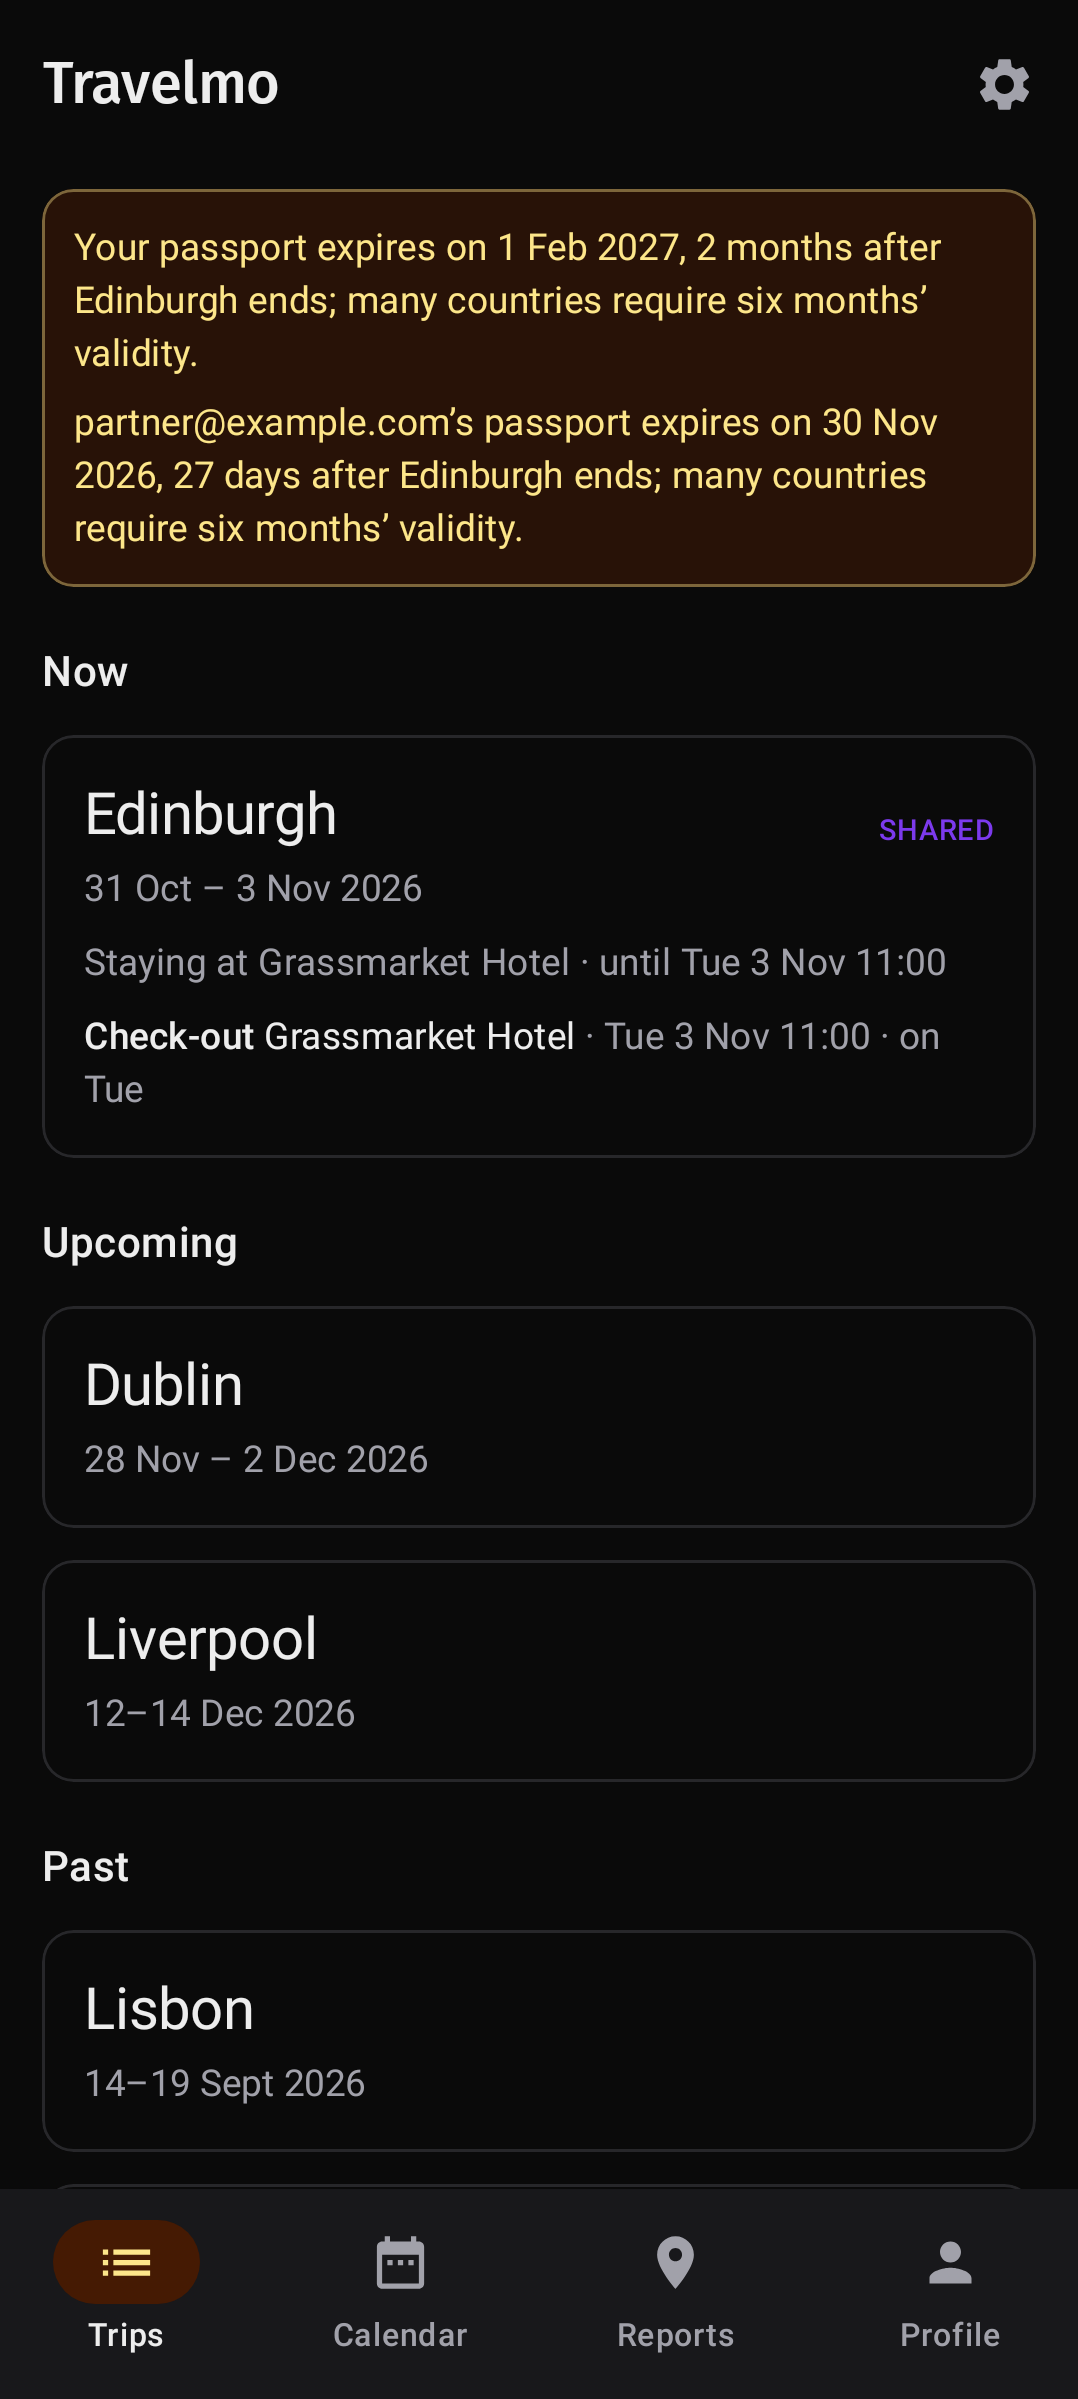 Travelmo
Your passport expires on 1 Feb 2027, 2 months after
Edinburgh ends; many countries require six months’
validity.
partner@example.com’s passport expires on 30 Nov
2026, 27 days after Edinburgh ends; many countries
require six months’ validity.
Now
Edinburgh
SHARED
31 Oct – 3 Nov 2026
Staying at Grassmarket Hotel · until Tue 3 Nov 11:00
Check-out Grassmarket Hotel · Tue 3 Nov 11:00 · on
Tue
Upcoming
Dublin
28 Nov – 2 Dec 2026
Liverpool
12–14 Dec 2026
Past
Lisbon
14–19 Sept 2026
Trips
Calendar
Reports
Profile